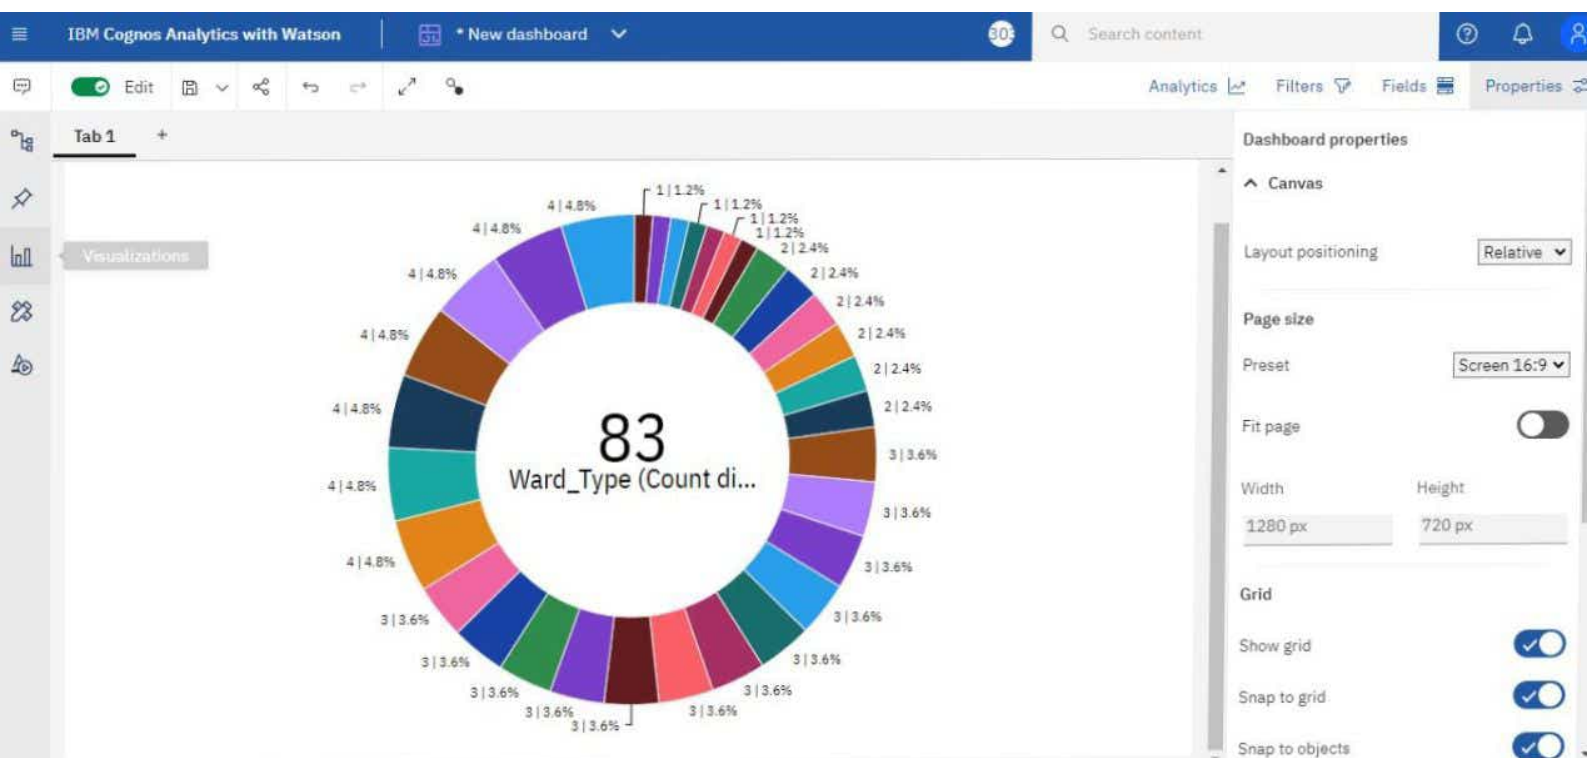 IBM Cognos Analytics with Watson
* New dashboard
Search content
Edit
Analytics
Filters
Fields
Properties
Tab 1
Dashboard properties
Canvas
Visualizations
Layout positioning
Relative
Page size
Preset
Screen 16:9
Fit page
Width
Height
1280 px
720 px
Grid
Show grid
Snap to grid
Snap to objects
1 | 1.2%
1 | 1.2%
1 | 1.2%
1 | 1.2%
2 | 2.4%
2 | 2.4%
2 | 2.4%
2 | 2.4%
2 | 2.4%
2 | 2.4%
3 | 3.6%
3 | 3.6%
3 | 3.6%
3 | 3.6%
3 | 3.6%
3 | 3.6%
3 | 3.6%
3 | 3.6%
3 | 3.6%
3 | 3.6%
3 | 3.6%
3 | 3.6%
4 | 4.8%
4 | 4.8%
4 | 4.8%
4 | 4.8%
4 | 4.8%
4 | 4.8%
4 | 4.8%
83
Ward_Type (Count di...